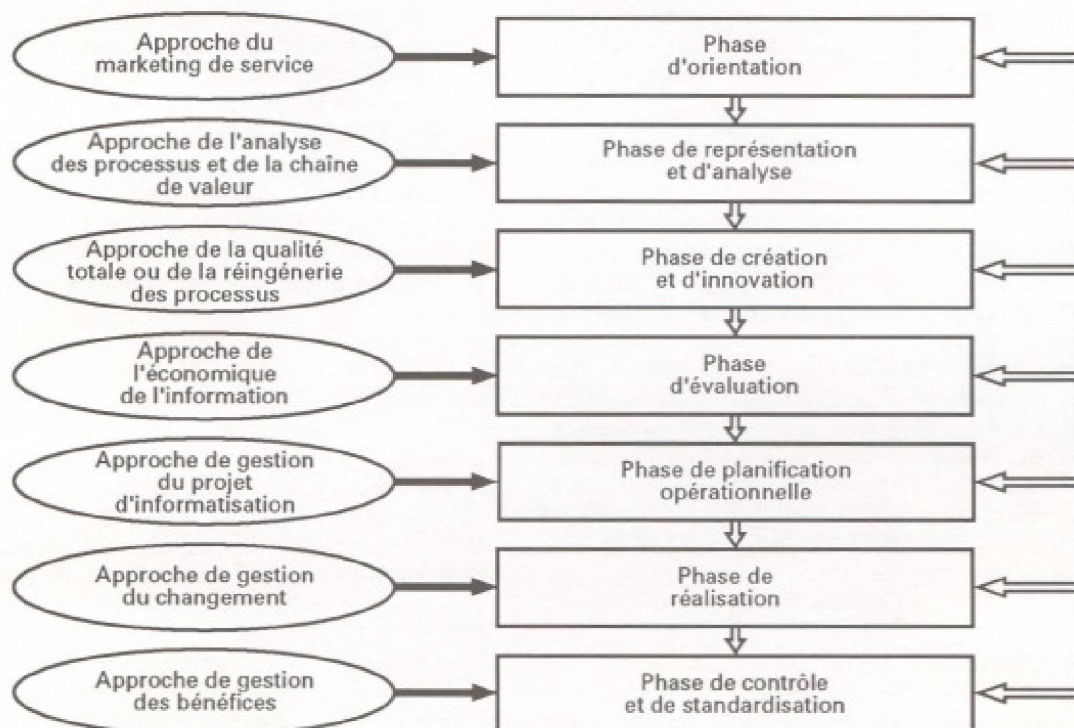 Approche du
marketing de service
Phase
d'orientation
Approche de l'analyse
des processus et de la chaîne
de valeur
Phase de représentation
et d'analyse
Approche de la qualité
totale ou de la réingénerie
des processus
Phase de création
et d'innovation
Approche de
l'économique
de l'information
Phase
d'évaluation
Approche de gestion
du projet
d'informatisation
Phase de planification
opérationnelle
Approche de gestion
du changement
Phase de
réalisation
Approche de gestion
des bénéfices
Phase de contrôle
et de standardisation